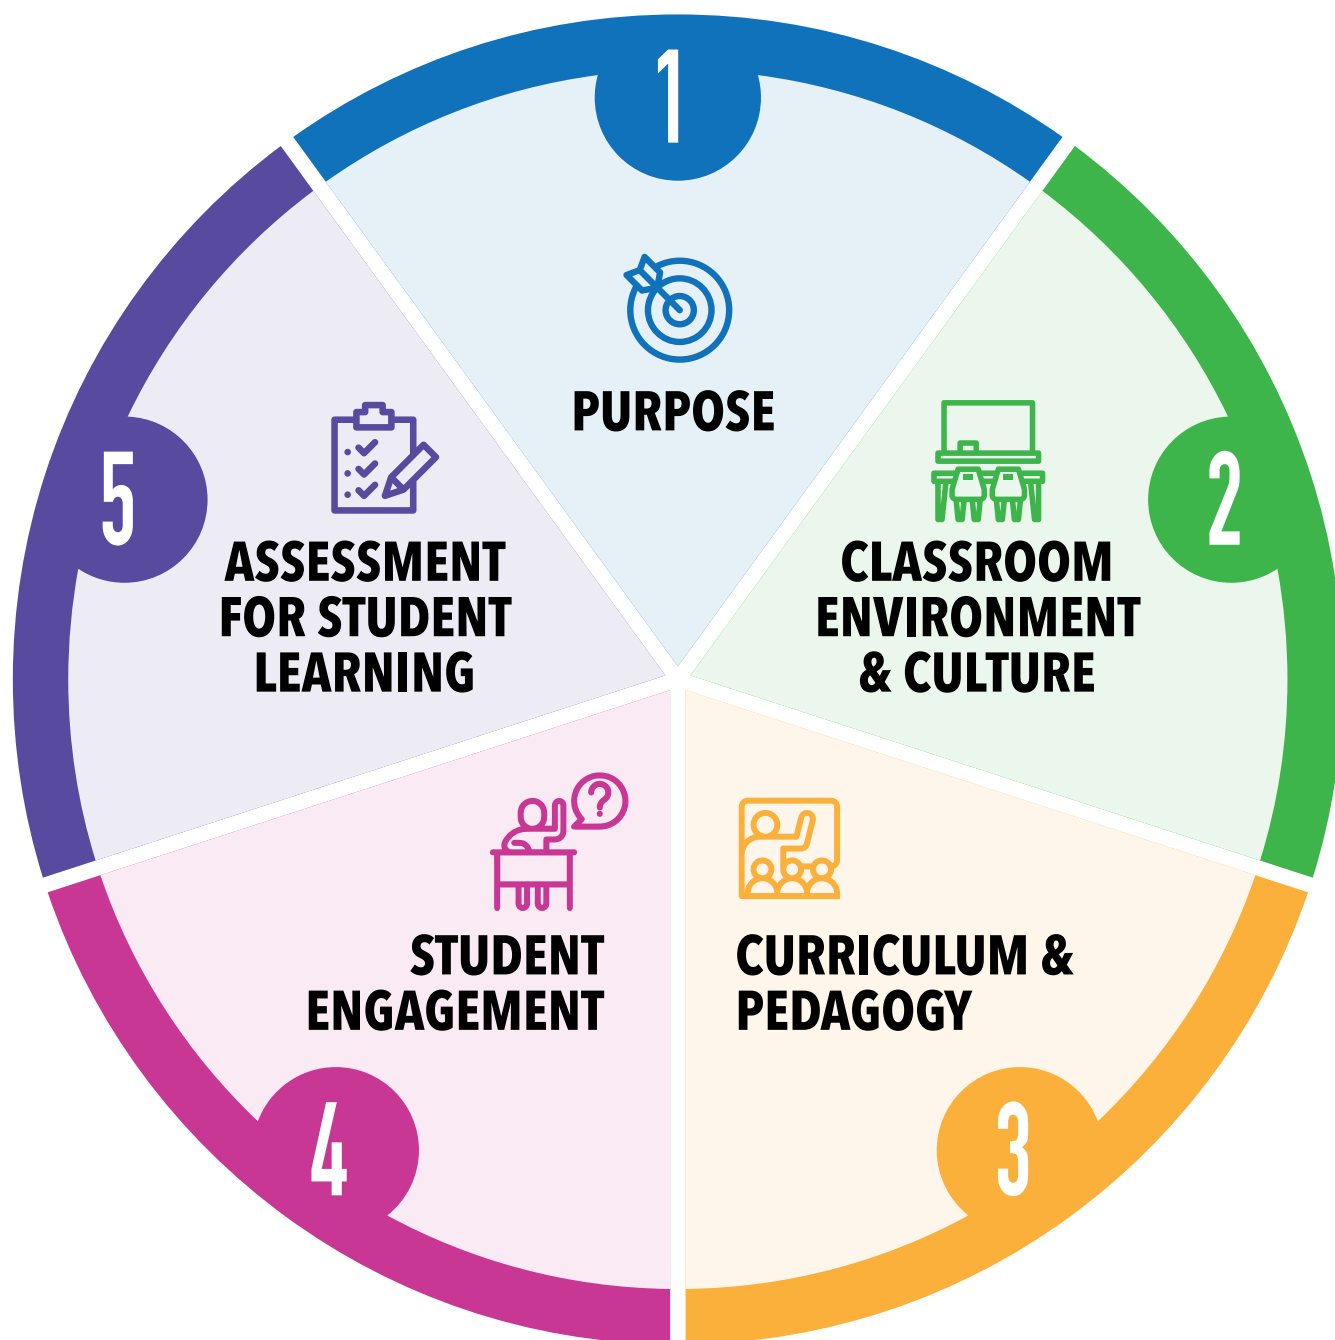 1
PURPOSE
2
CLASSROOM
ENVIRONMENT
& CULTURE
3
CURRICULUM &
PEDAGOGY
4
STUDENT
ENGAGEMENT
5
ASSESSMENT
FOR STUDENT
LEARNING
?